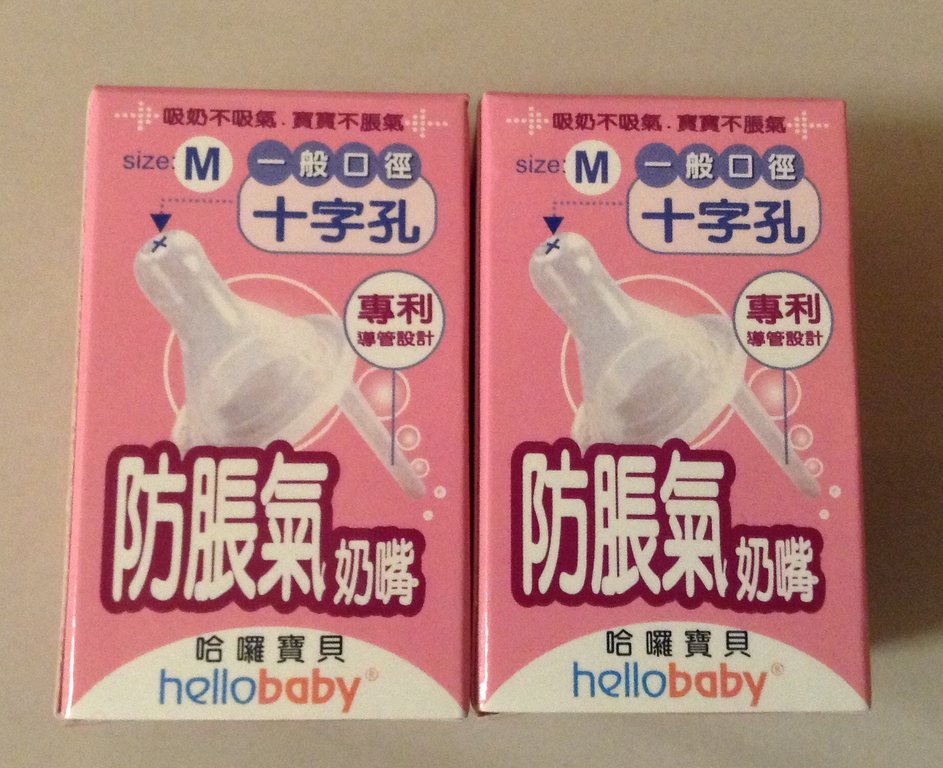 吸奶不吸氣.寶寶不脹氣
size: M 一般口徑
十字孔
專利
導管設計
防脹氣奶嘴
哈囉寶貝
hellobaby®
吸奶不吸氣.寶寶不脹氣
size: M 一般口徑
十字孔
專利
導管設計
防脹氣奶嘴
哈囉寶貝
hellobaby®